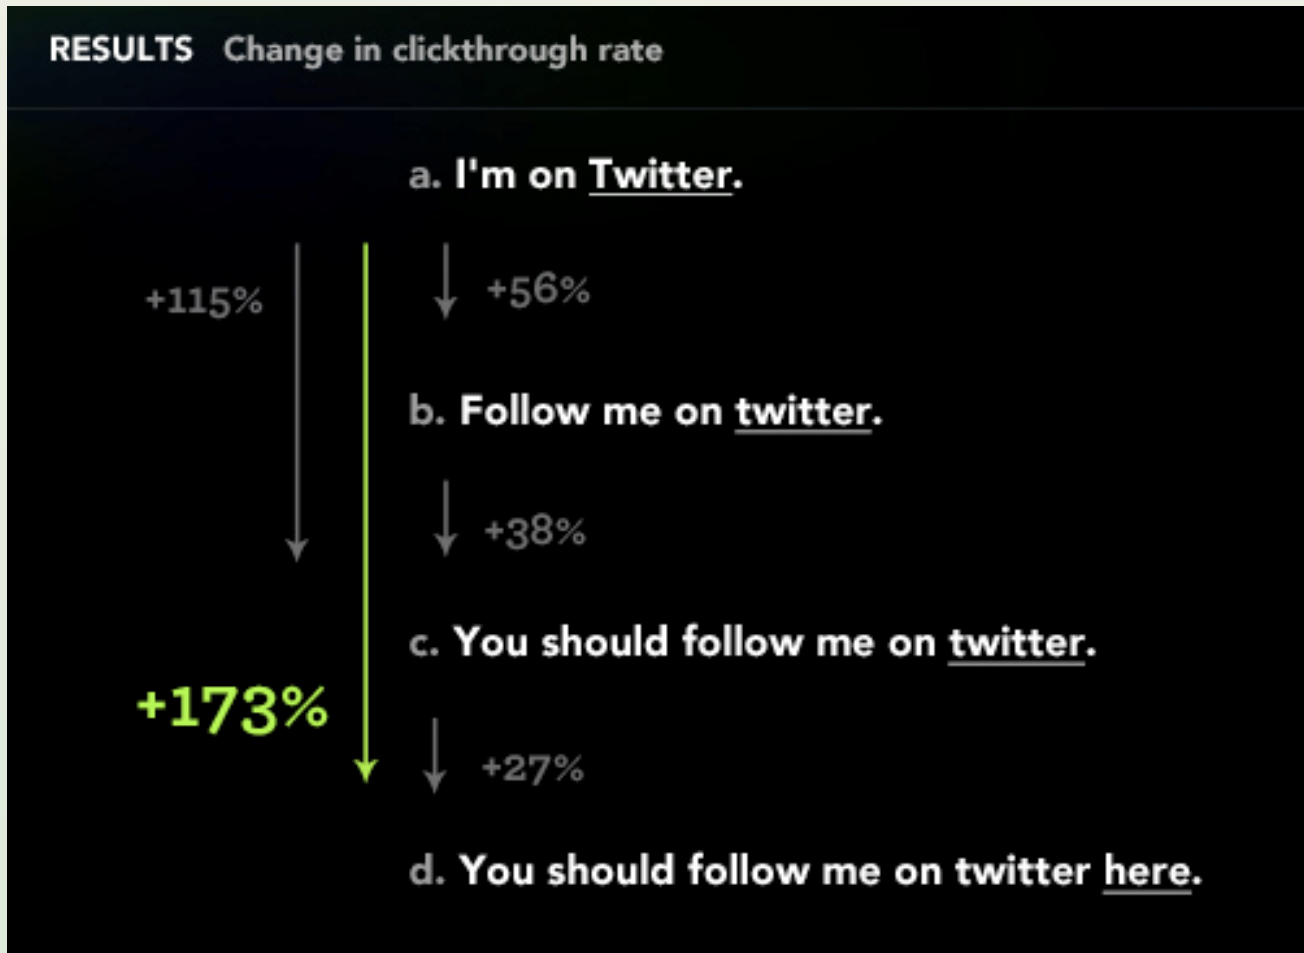 RESULTS Change in clickthrough rate
a. I'm on Twitter.
+115%
+56%
b. Follow me on twitter.
+38%
c. You should follow me on twitter.
+173%
+27%
d. You should follow me on twitter here.